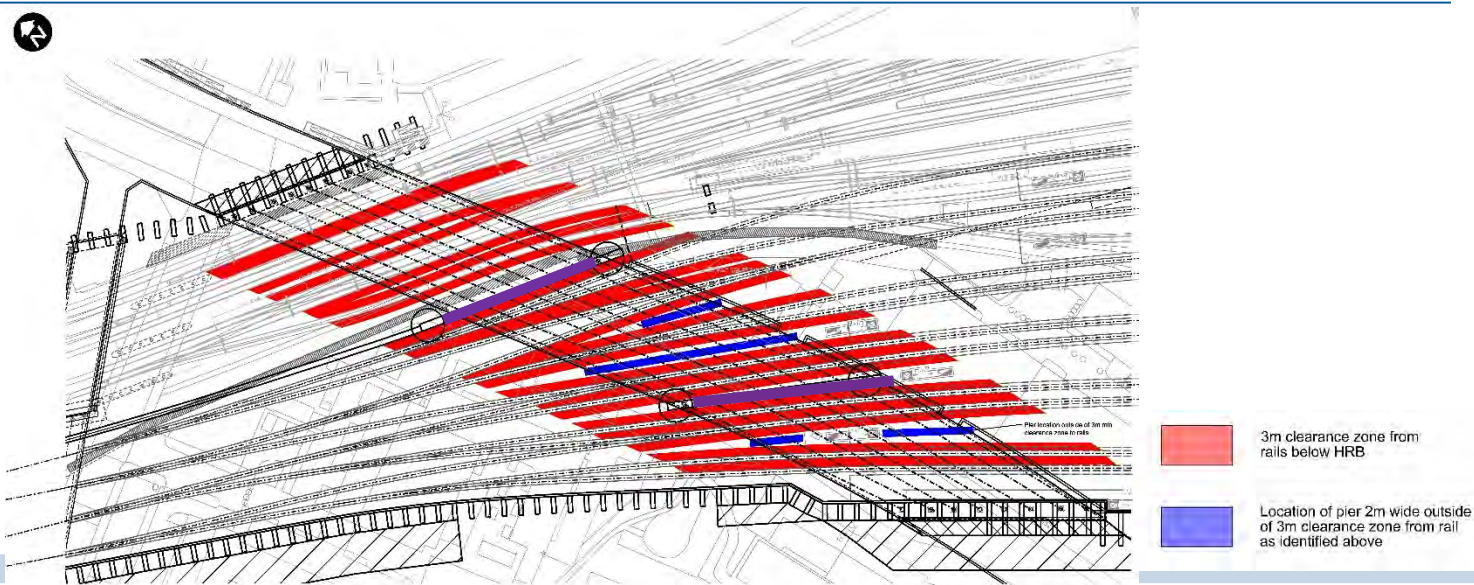 Pier location outside of 3m min
clearance zone to rails
3m clearance zone from
rails below HRB
Location of pier 2m wide outside
of 3m clearance zone from rail
as identified above